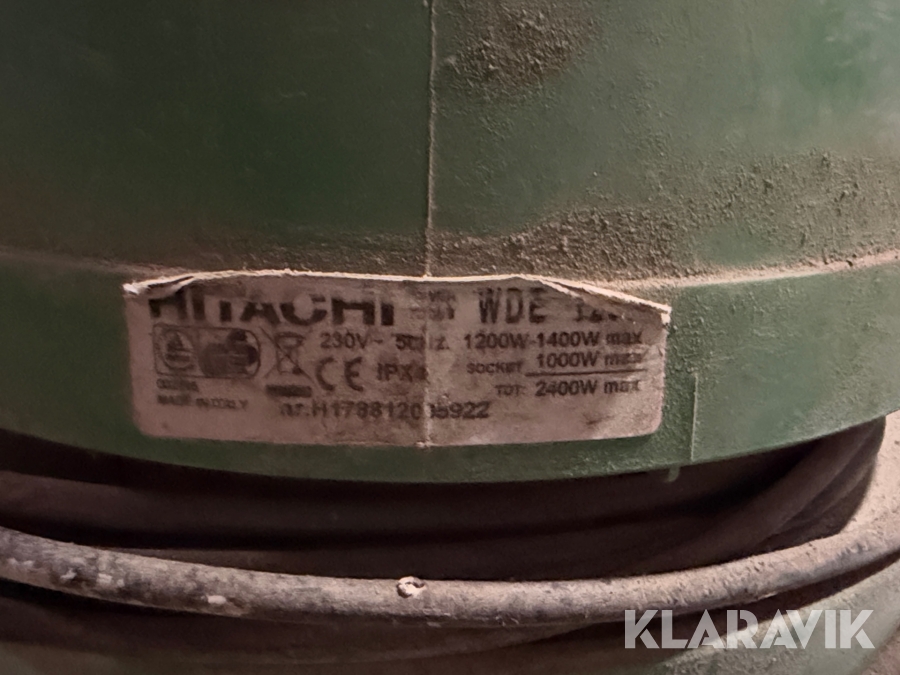 HITACHI WDE
230V~ 50Hz. 1200W-1400W max
CE SOCKET 1000W max
TOT: 2400W max
MADE IN ITALY
KLARAVIK